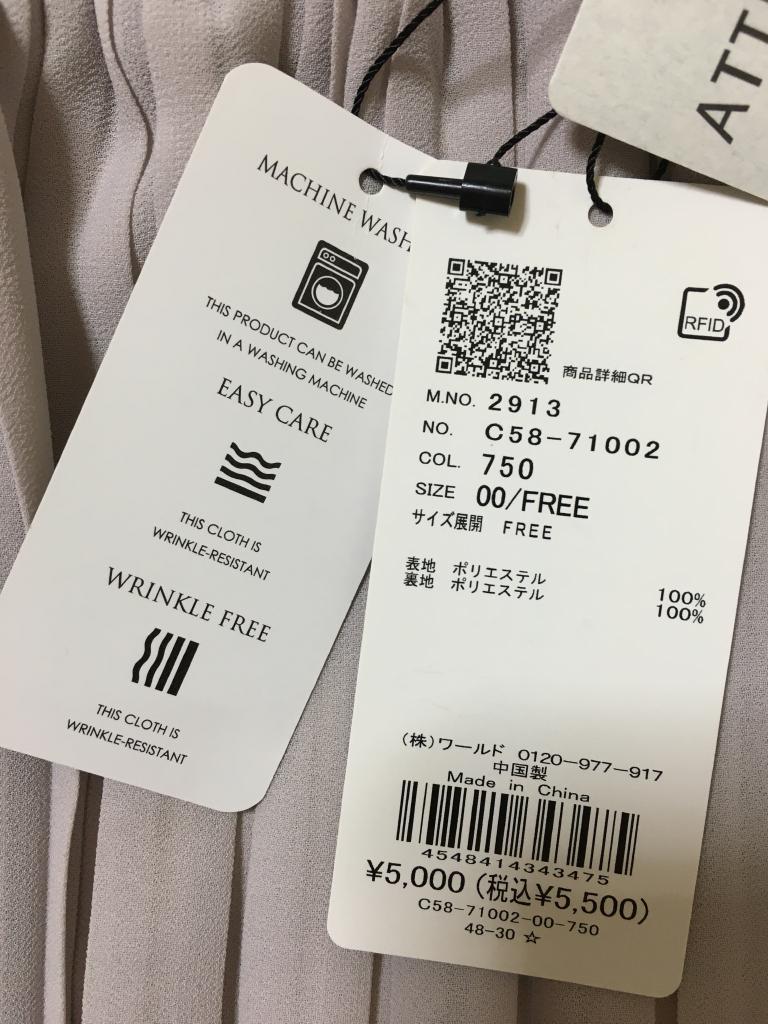 MACHINE WASH
THIS PRODUCT CAN BE WASHED
IN A WASHING MACHINE
EASY CARE
THIS CLOTH IS
WRINKLE-RESISTANT
WRINKLE FREE
THIS CLOTH IS
WRINKLE-RESISTANT
ATT
RFID
商品詳細QR
M.NO. 2913
NO. C58-71002
COL. 750
SIZE 00/FREE
サイズ展開 FREE
表地 ポリエステル 100%
裏地 ポリエステル 100%
(株)ワールド 0120-977-917
中国製
Made in China
4548414343475
¥5,000 (税込¥5,500)
C58-71002-00-750
48-30 ☆